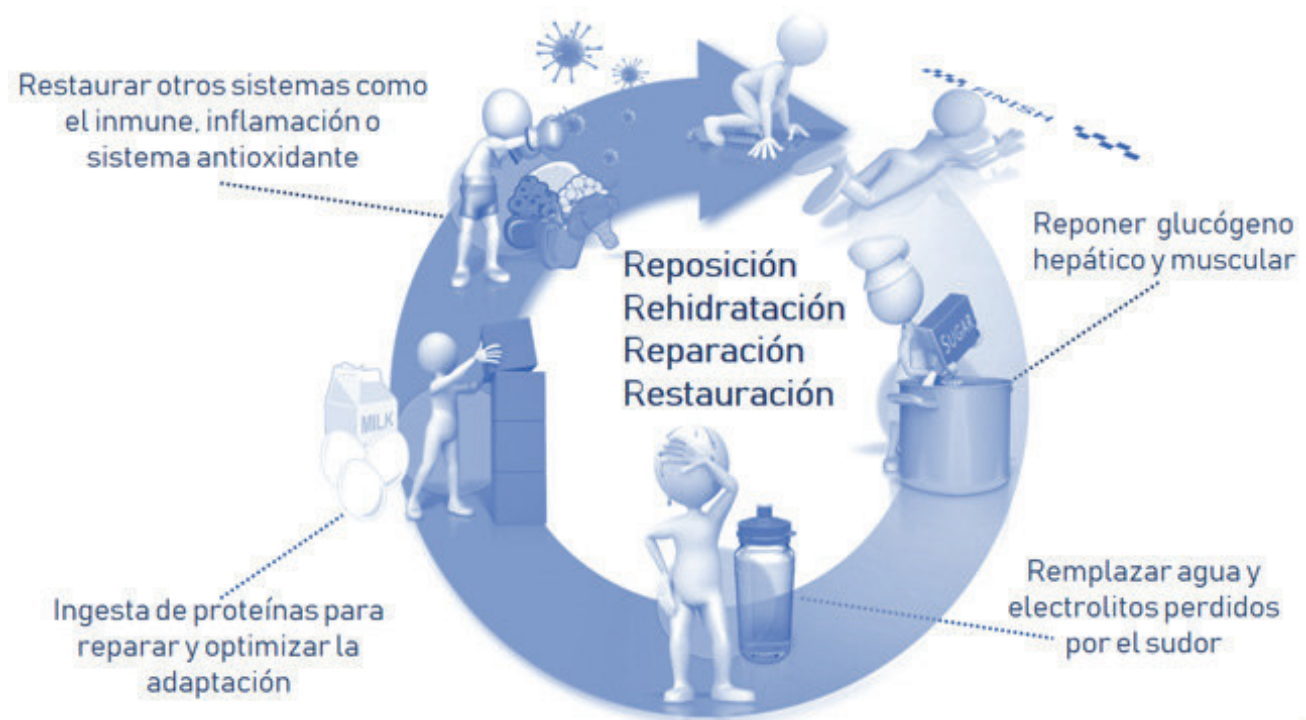 Restaurar otros sistemas como
el inmune, inflamación o
sistema antioxidante
FINISH
Reponer glucógeno
hepático y muscular
SUGAR
Reposición
Rehidratación
Reparación
Restauración
MILK
Remplazar agua y
electrolitos perdidos
por el sudor
Ingesta de proteínas para
reparar y optimizar la
adaptación